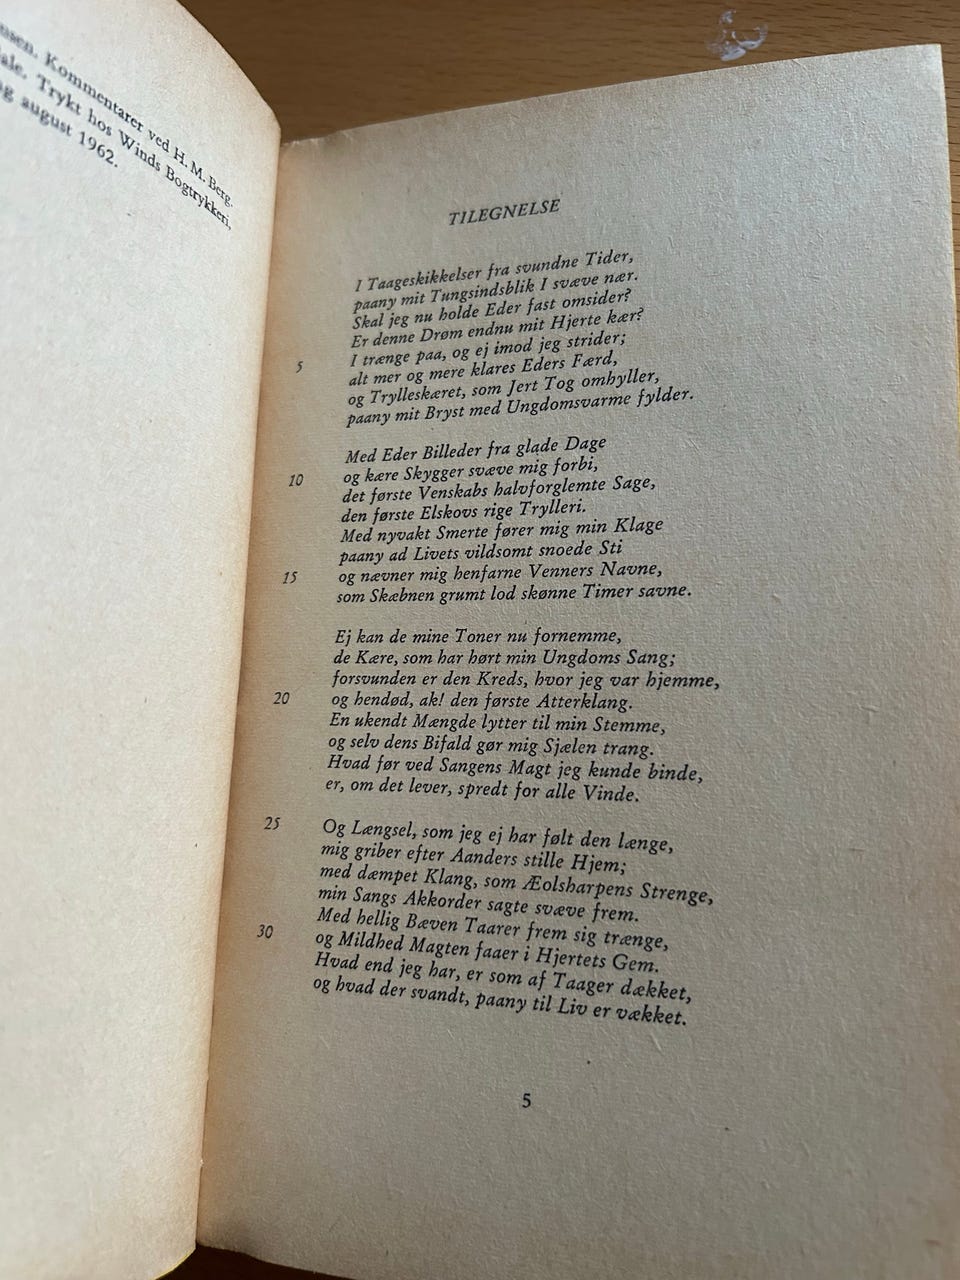 Kommentarer ved H. M. Berg.
Trykt hos Winds Bogtrykkeri,
august 1962.
TILEGNELSE
I Taageskikkelser fra svundne Tider,
paany mit Tungsindsblik I svæve nær.
Skal jeg nu holde Eder fast omsider?
Er denne Drøm endnu mit Hjerte kær?
5 I trænge paa, og ej imod jeg strider;
alt mer og mere klares Eders Færd,
og Trylleskæret, som Jert Tog omhyller,
paany mit Bryst med Ungdomsvarme fylder.
Med Eder Billeder fra glade Dage
10 og kære Skygger svæve mig forbi,
det første Venskabs halvforglemte Sage,
den første Elskovs rige Trylleri.
Med nyvakt Smerte fører mig min Klage
paany ad Livets vildsomt snoede Sti
15 og nævner mig henfarne Venners Navne,
som Skæbnen grumt lod skønne Timer savne.
Ej kan de mine Toner nu fornemme,
de Kære, som har hørt min Ungdoms Sang;
forsvunden er den Kreds, hvor jeg var hjemme,
20 og hendød, ak! den første Atterklang.
En ukendt Mængde lytter til min Stemme,
og selv dens Bifald gør mig Sjælen trang.
Hvad før ved Sangens Magt jeg kunde binde,
er, om det lever, spredt for alle Vinde.
25 Og Længsel, som jeg ej har følt den længe,
mig griber efter Aanders stille Hjem;
med dæmpet Klang, som Æolsharpens Strenge,
min Sangs Akkorder sagte svæve frem.
Med hellig Bæven Taarer frem sig trænge,
30 og Mildhed Magten faaer i Hjertets Gem.
Hvad end jeg har, er som af Taager dækket,
og hvad der svandt, paany til Liv er vækket.
5